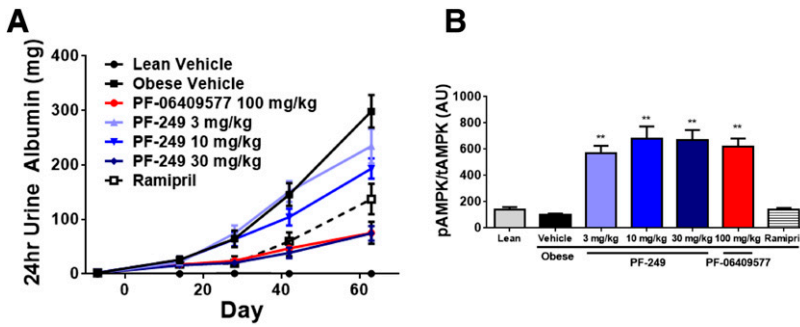 A
24hr Urine Albumin (mg)
400
300
200
100
0
Lean Vehicle
Obese Vehicle
PF-06409577 100 mg/kg
PF-249 3 mg/kg
PF-249 10 mg/kg
PF-249 30 mg/kg
Ramipril
0 20 40 60
Day
B
pAMPK/tAMPK (AU)
1000
800
600
400
200
0
** ** ** **
Lean Vehicle 3 mg/kg 10 mg/kg 30 mg/kg 100 mg/kg Ramipril
Obese PF-249 PF-06409577